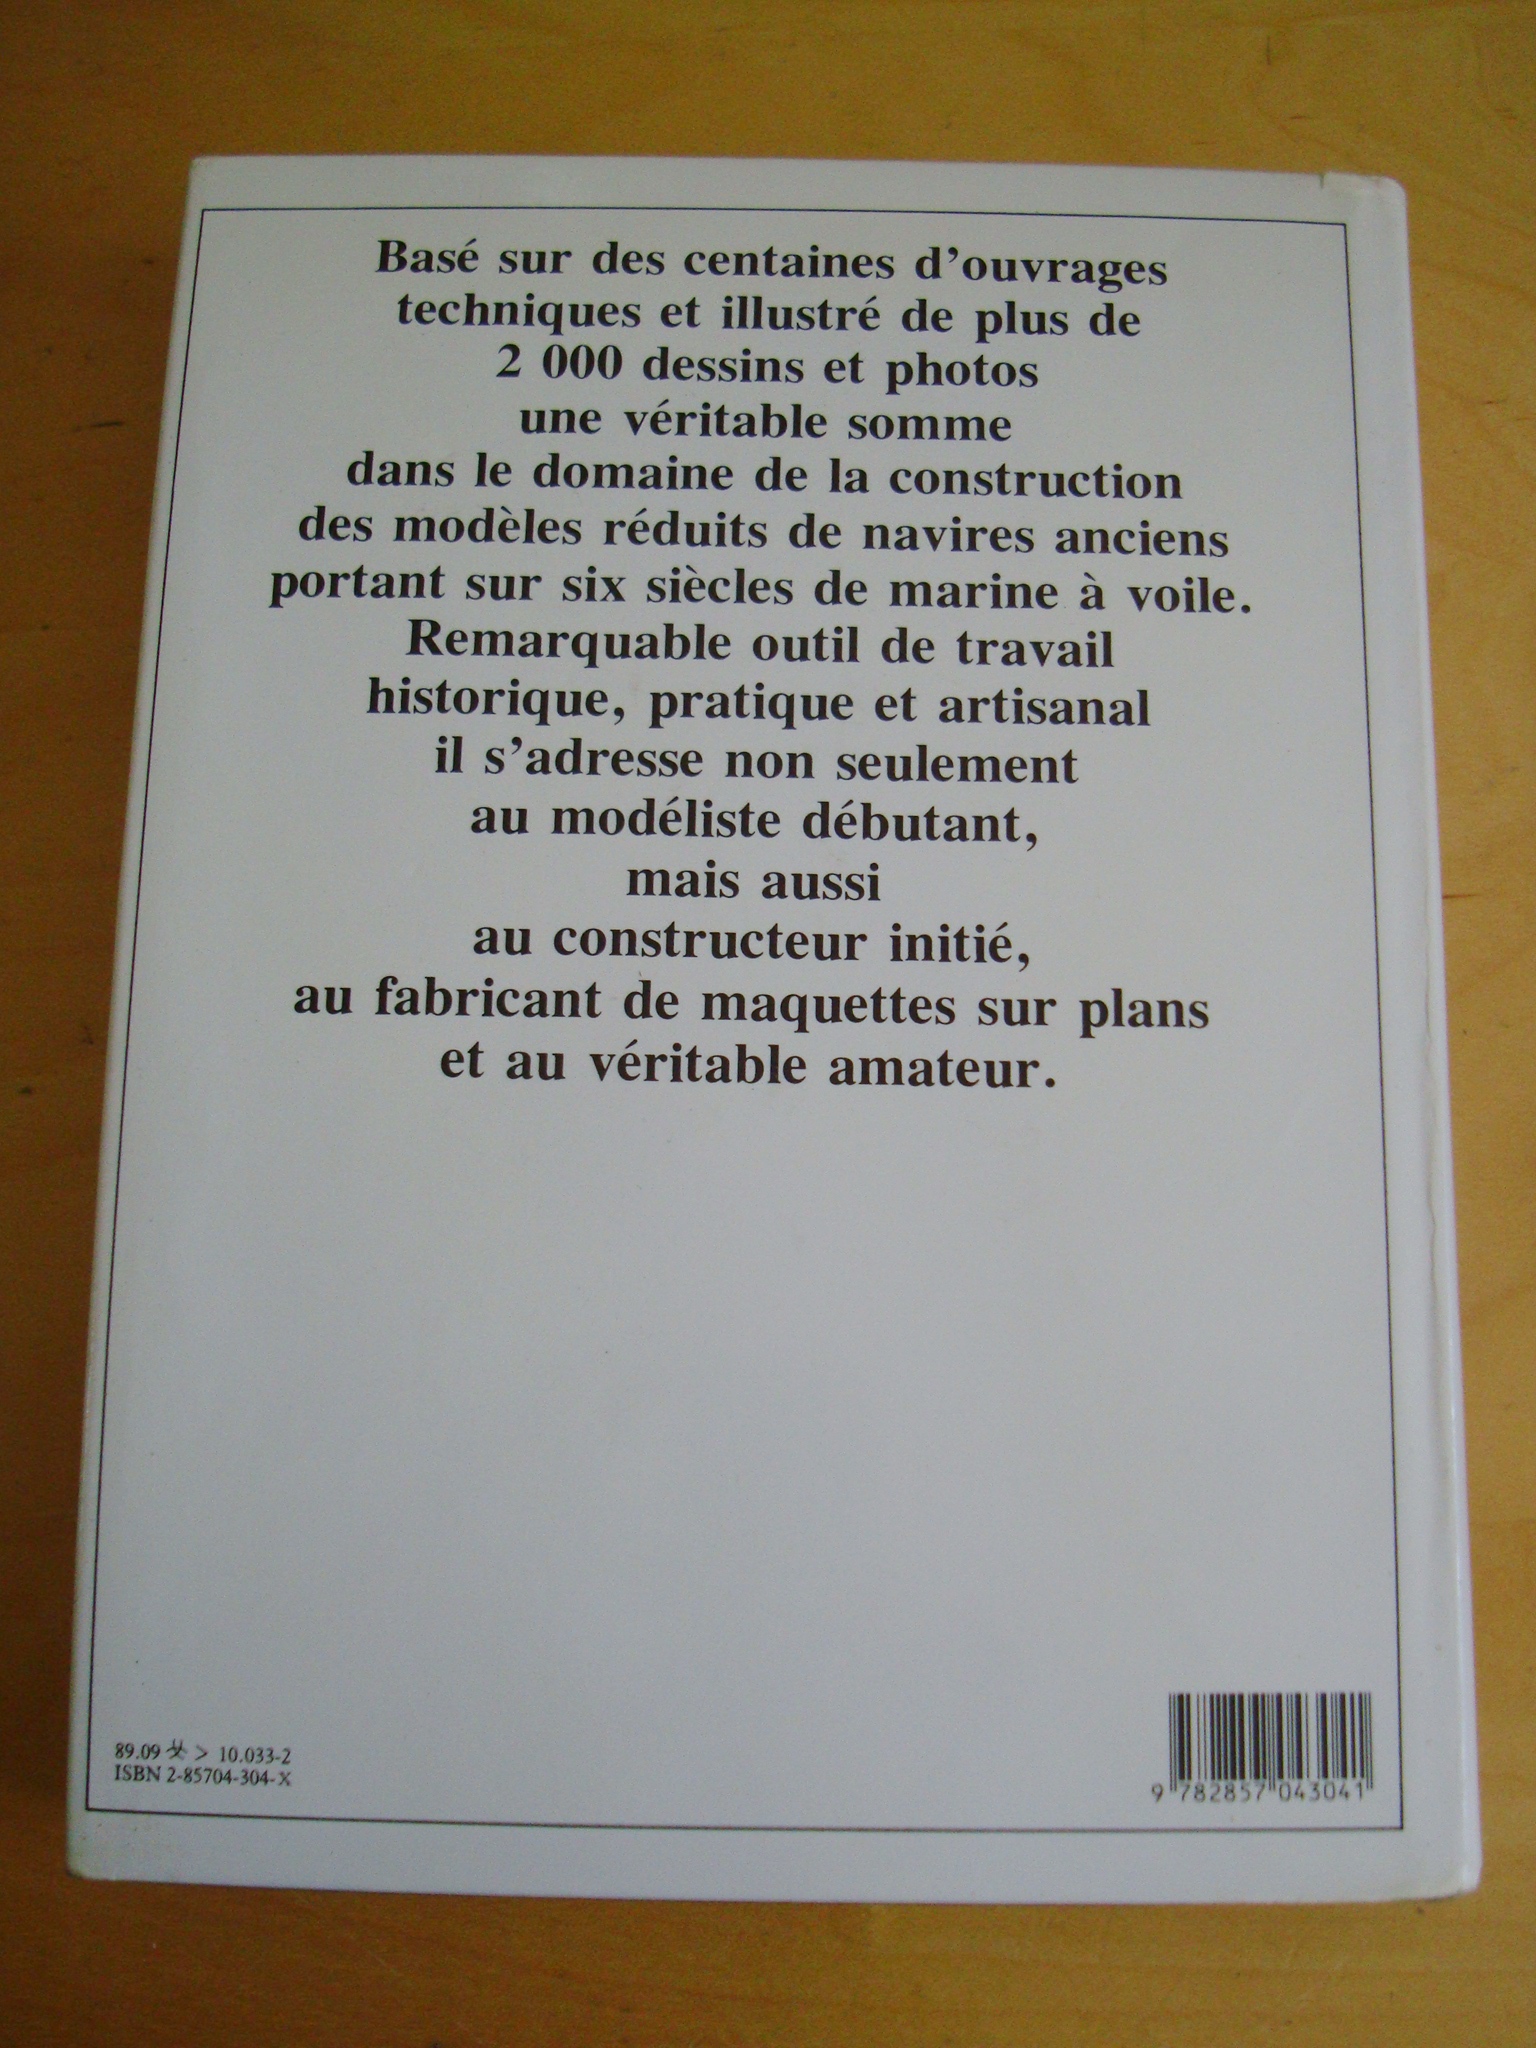 Basé sur des centaines d'ouvrages
techniques et illustré de plus de
2 000 dessins et photos
une véritable somme
dans le domaine de la construction
des modèles réduits de navires anciens
portant sur six siècles de marine à voile.
Remarquable outil de travail
historique, pratique et artisanal
il s'adresse non seulement
au modéliste débutant,
mais aussi
au constructeur initié,
au fabricant de maquettes sur plans
et au véritable amateur.
89.09 > 10.033-2
ISBN 2-85704-304-X
9 782857 043041